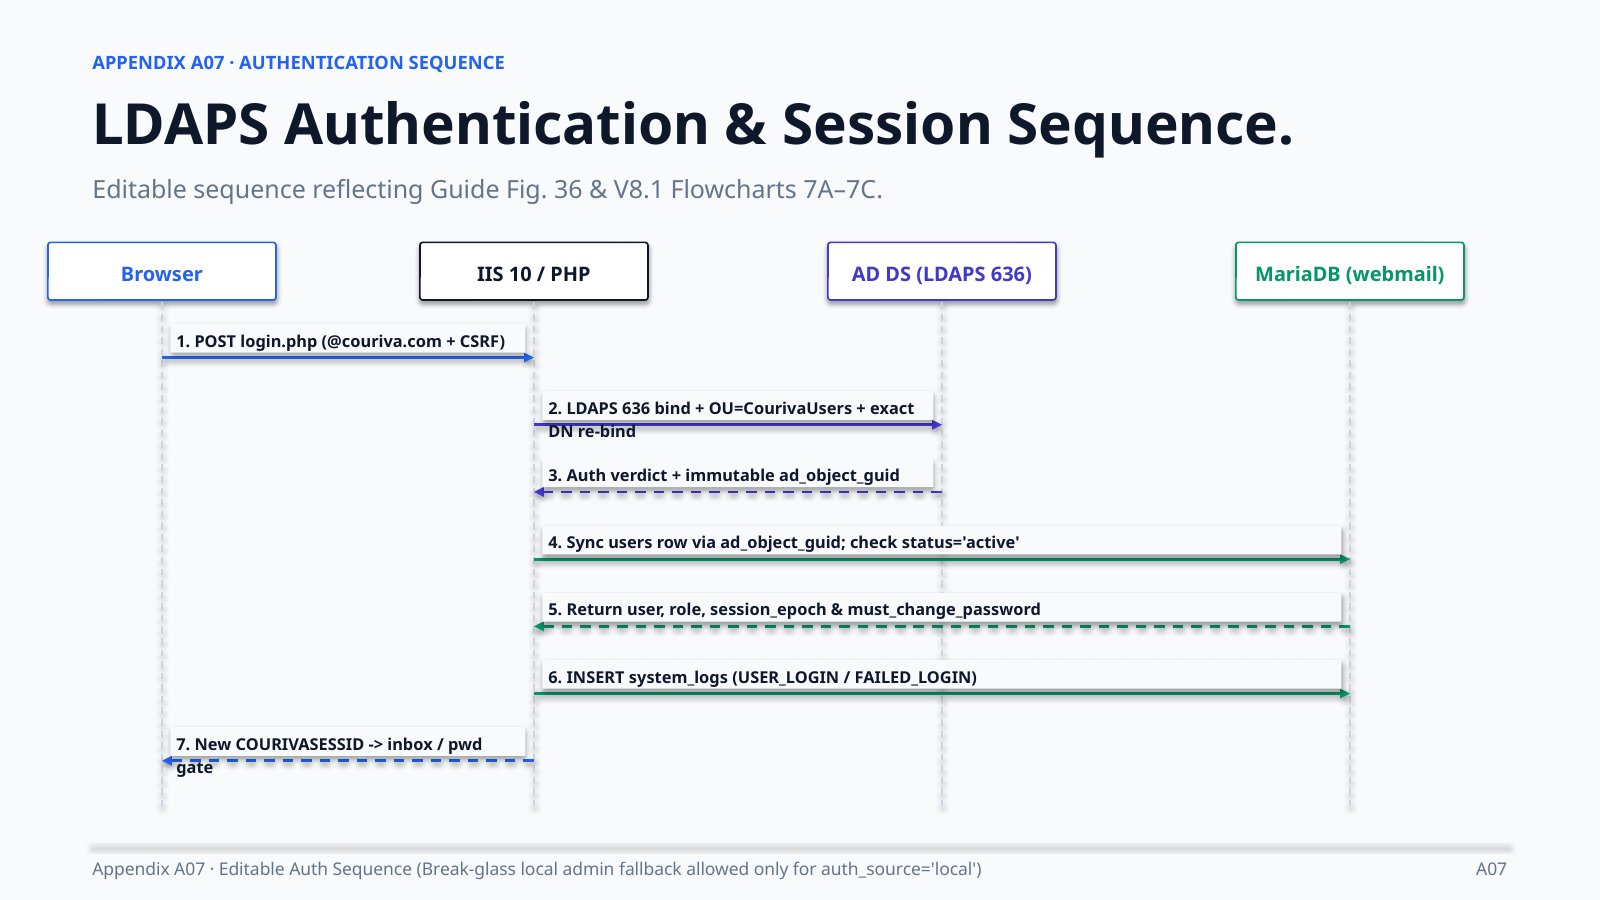 APPENDIX A07 · AUTHENTICATION SEQUENCE
LDAPS Authentication & Session Sequence.
Editable sequence reflecting Guide Fig. 36 & V8.1 Flowcharts 7A–7C.
Browser
IIS 10 / PHP
AD DS (LDAPS 636)
MariaDB (webmail)
1. POST login.php (@couriva.com + CSRF)
2. LDAPS 636 bind + OU=CourivaUsers + exact
DN re-bind
3. Auth verdict + immutable ad_object_guid
4. Sync users row via ad_object_guid; check status='active'
5. Return user, role, session_epoch & must_change_password
6. INSERT system_logs (USER_LOGIN / FAILED_LOGIN)
7. New COURIVASESSID -> inbox / pwd
gate
Appendix A07 · Editable Auth Sequence (Break-glass local admin fallback allowed only for auth_source='local')
A07